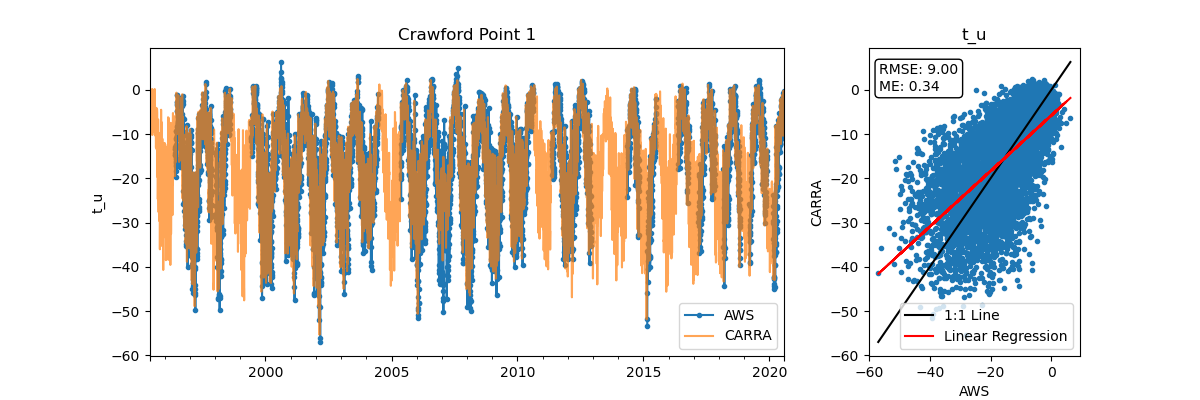 Crawford Point 1
t_u
0
−10
−20
−30
−40
−50
−60
2000
2005
2010
2015
2020
AWS
CARRA
t_u
RMSE: 9.00
ME: 0.34
CARRA
0
−10
−20
−30
−40
−50
−60
−60
−40
−20
0
AWS
1:1 Line
Linear Regression
t_u